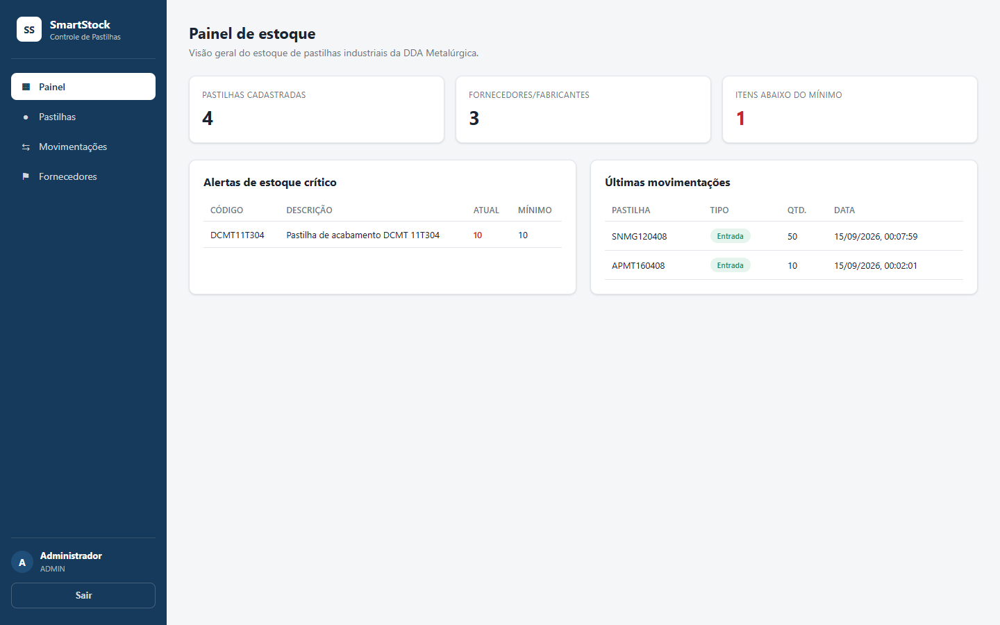 SS
SmartStock
Controle de Pastilhas
Painel
Pastilhas
Movimentações
Fornecedores
Administrador
A
ADMIN
Sair
Painel de estoque
Visão geral do estoque de pastilhas industriais da DDA Metalúrgica.
PASTILHAS CADASTRADAS
4
FORNECEDORES/FABRICANTES
3
ITENS ABAIXO DO MÍNIMO
1
Alertas de estoque crítico
CÓDIGO DESCRIÇÃO ATUAL MÍNIMO
DCMT11T304 Pastilha de acabamento DCMT 11T304 10 10
Últimas movimentações
PASTILHA TIPO QTD. DATA
SNMG120408 Entrada 50 15/09/2026, 00:07:59
APMT160408 Entrada 10 15/09/2026, 00:02:01